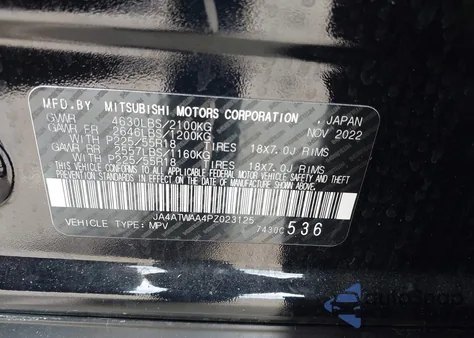 MFD. BY MITSUBISHI MOTORS CORPORATION , JAPAN
GVWR 4630LBS/2100KG NOV 2022
GAWR FR 2646LBS/1200KG
WITH P225/55R18 TIRES 18X7.0J RIMS
GAWR RR 2557LBS/1160KG
WITH P225/55R18 TIRES 18X7.0J RIMS
THIS VEHICLE CONFORMS TO ALL APPLICABLE
FEDERAL MOTOR VEHICLE SAFETY AND THEFT
PREVENTION STANDARDS IN EFFECT ON THE
DATE OF MANUFACTURE SHOWN ABOVE.
JA4ATWAA4PZ023125
VEHICLE TYPE: MPV 7430C536